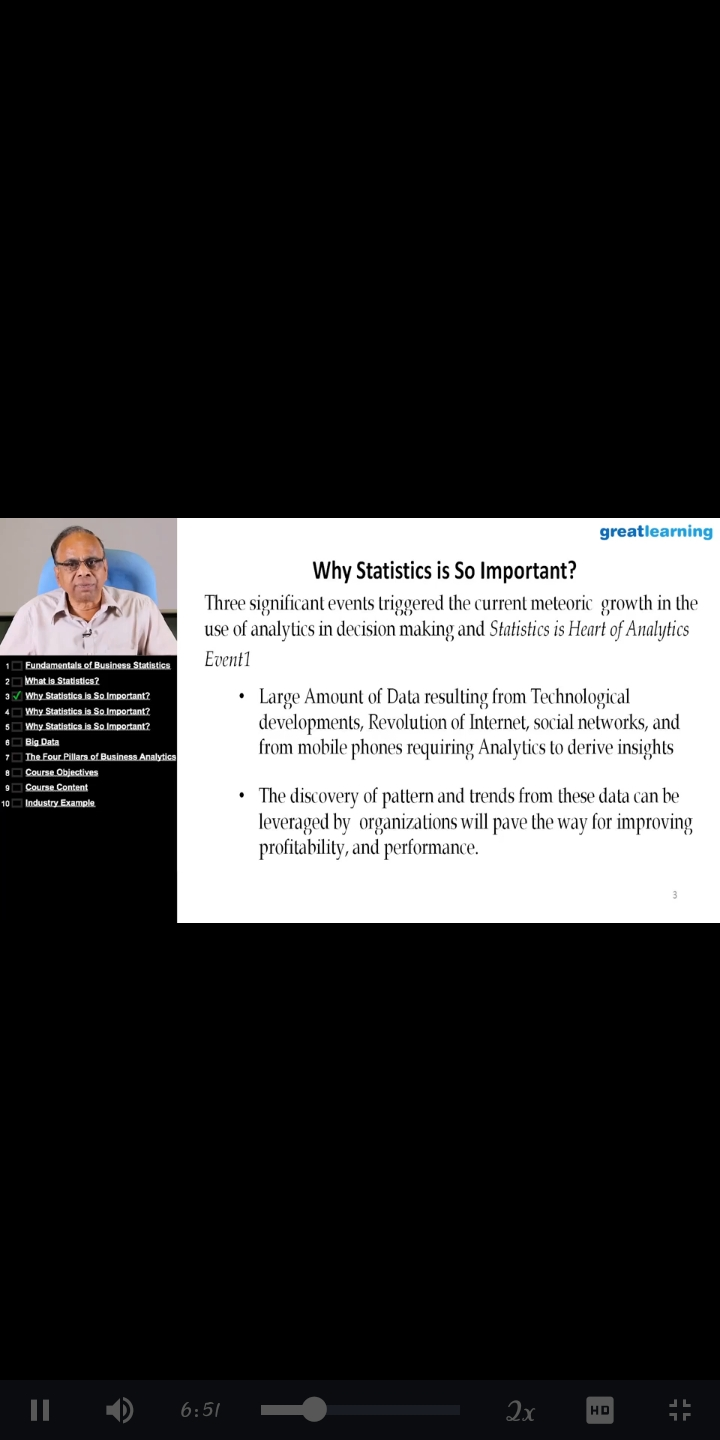 greatlearning
Why Statistics is So Important?
Three significant events triggered the current meteoric growth in the
use of analytics in decision making and Statistics is Heart of Analytics
Event1
• Large Amount of Data resulting from Technological
developments, Revolution of Internet, social networks, and
from mobile phones requiring Analytics to derive insights
• The discovery of pattern and trends from these data can be
leveraged by organizations will pave the way for improving
profitability, and performance.
3
1 Fundamentals of Business Statistics
2 What is Statistics?
3 Why Statistics is So Important?
4 Why Statistics is So Important?
5 Why Statistics is So Important?
6 Big Data
7 The Four Pillars of Business Analytics
8 Course Objectives
9 Course Content
10 Industry Example
6:51
2x
HD